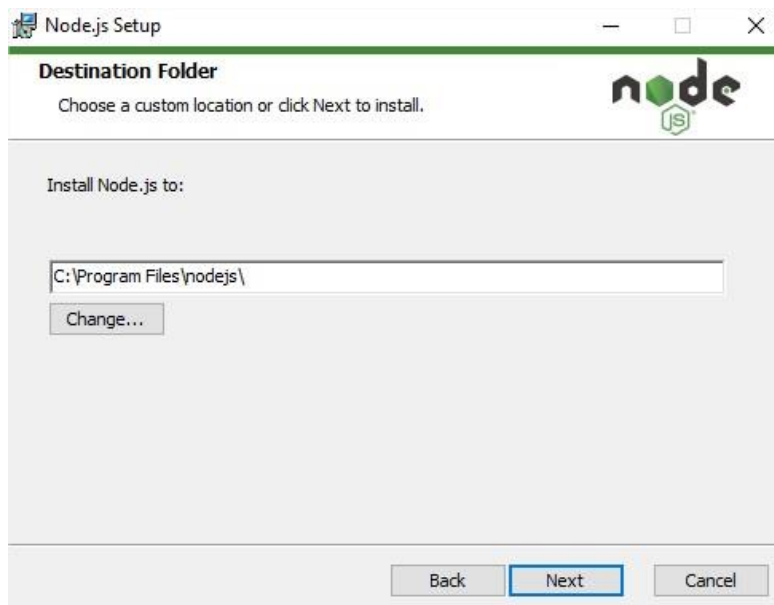 Node.js Setup
Destination Folder
Choose a custom location or click Next to install.
node
JS
Install Node.js to:
C:\Program Files\nodejs\
Change...
Back
Next
Cancel